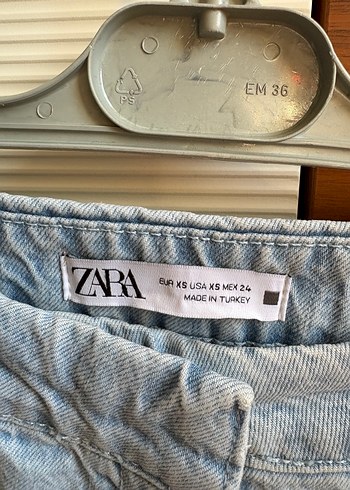 PS
EM 36
ZARA
EUR XS USA XS MEX 24
MADE IN TURKEY